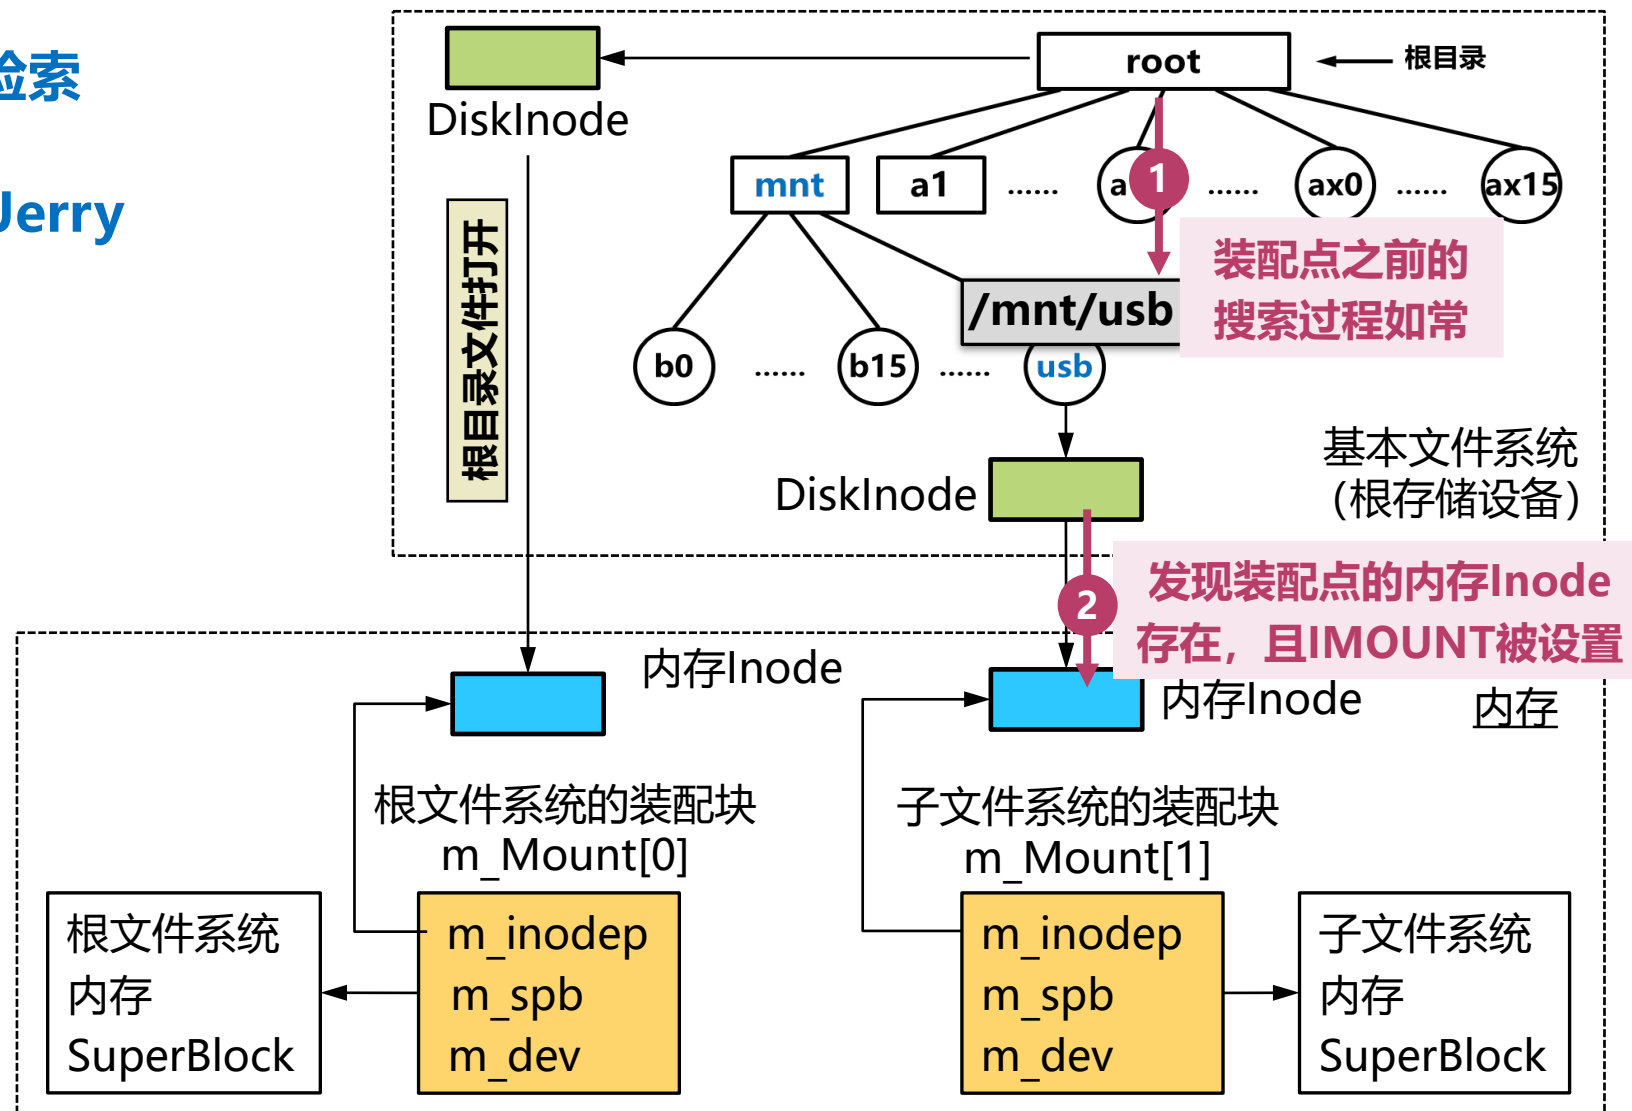 检索
Jerry
root
根目录
DiskInode
mnt
a1
......
a
1
......
ax0
......
ax15
装配点之前的
搜索过程如常
/mnt/usb
根目录文件打开
b0
......
b15
......
usb
DiskInode
基本文件系统
（根存储设备）
2
发现装配点的内存Inode
存在，且IMOUNT被设置
内存Inode
内存Inode
内存
根文件系统的装配块
m_Mount[0]
子文件系统的装配块
m_Mount[1]
根文件系统
内存
SuperBlock
m_inodep
m_spb
m_dev
m_inodep
m_spb
m_dev
子文件系统
内存
SuperBlock